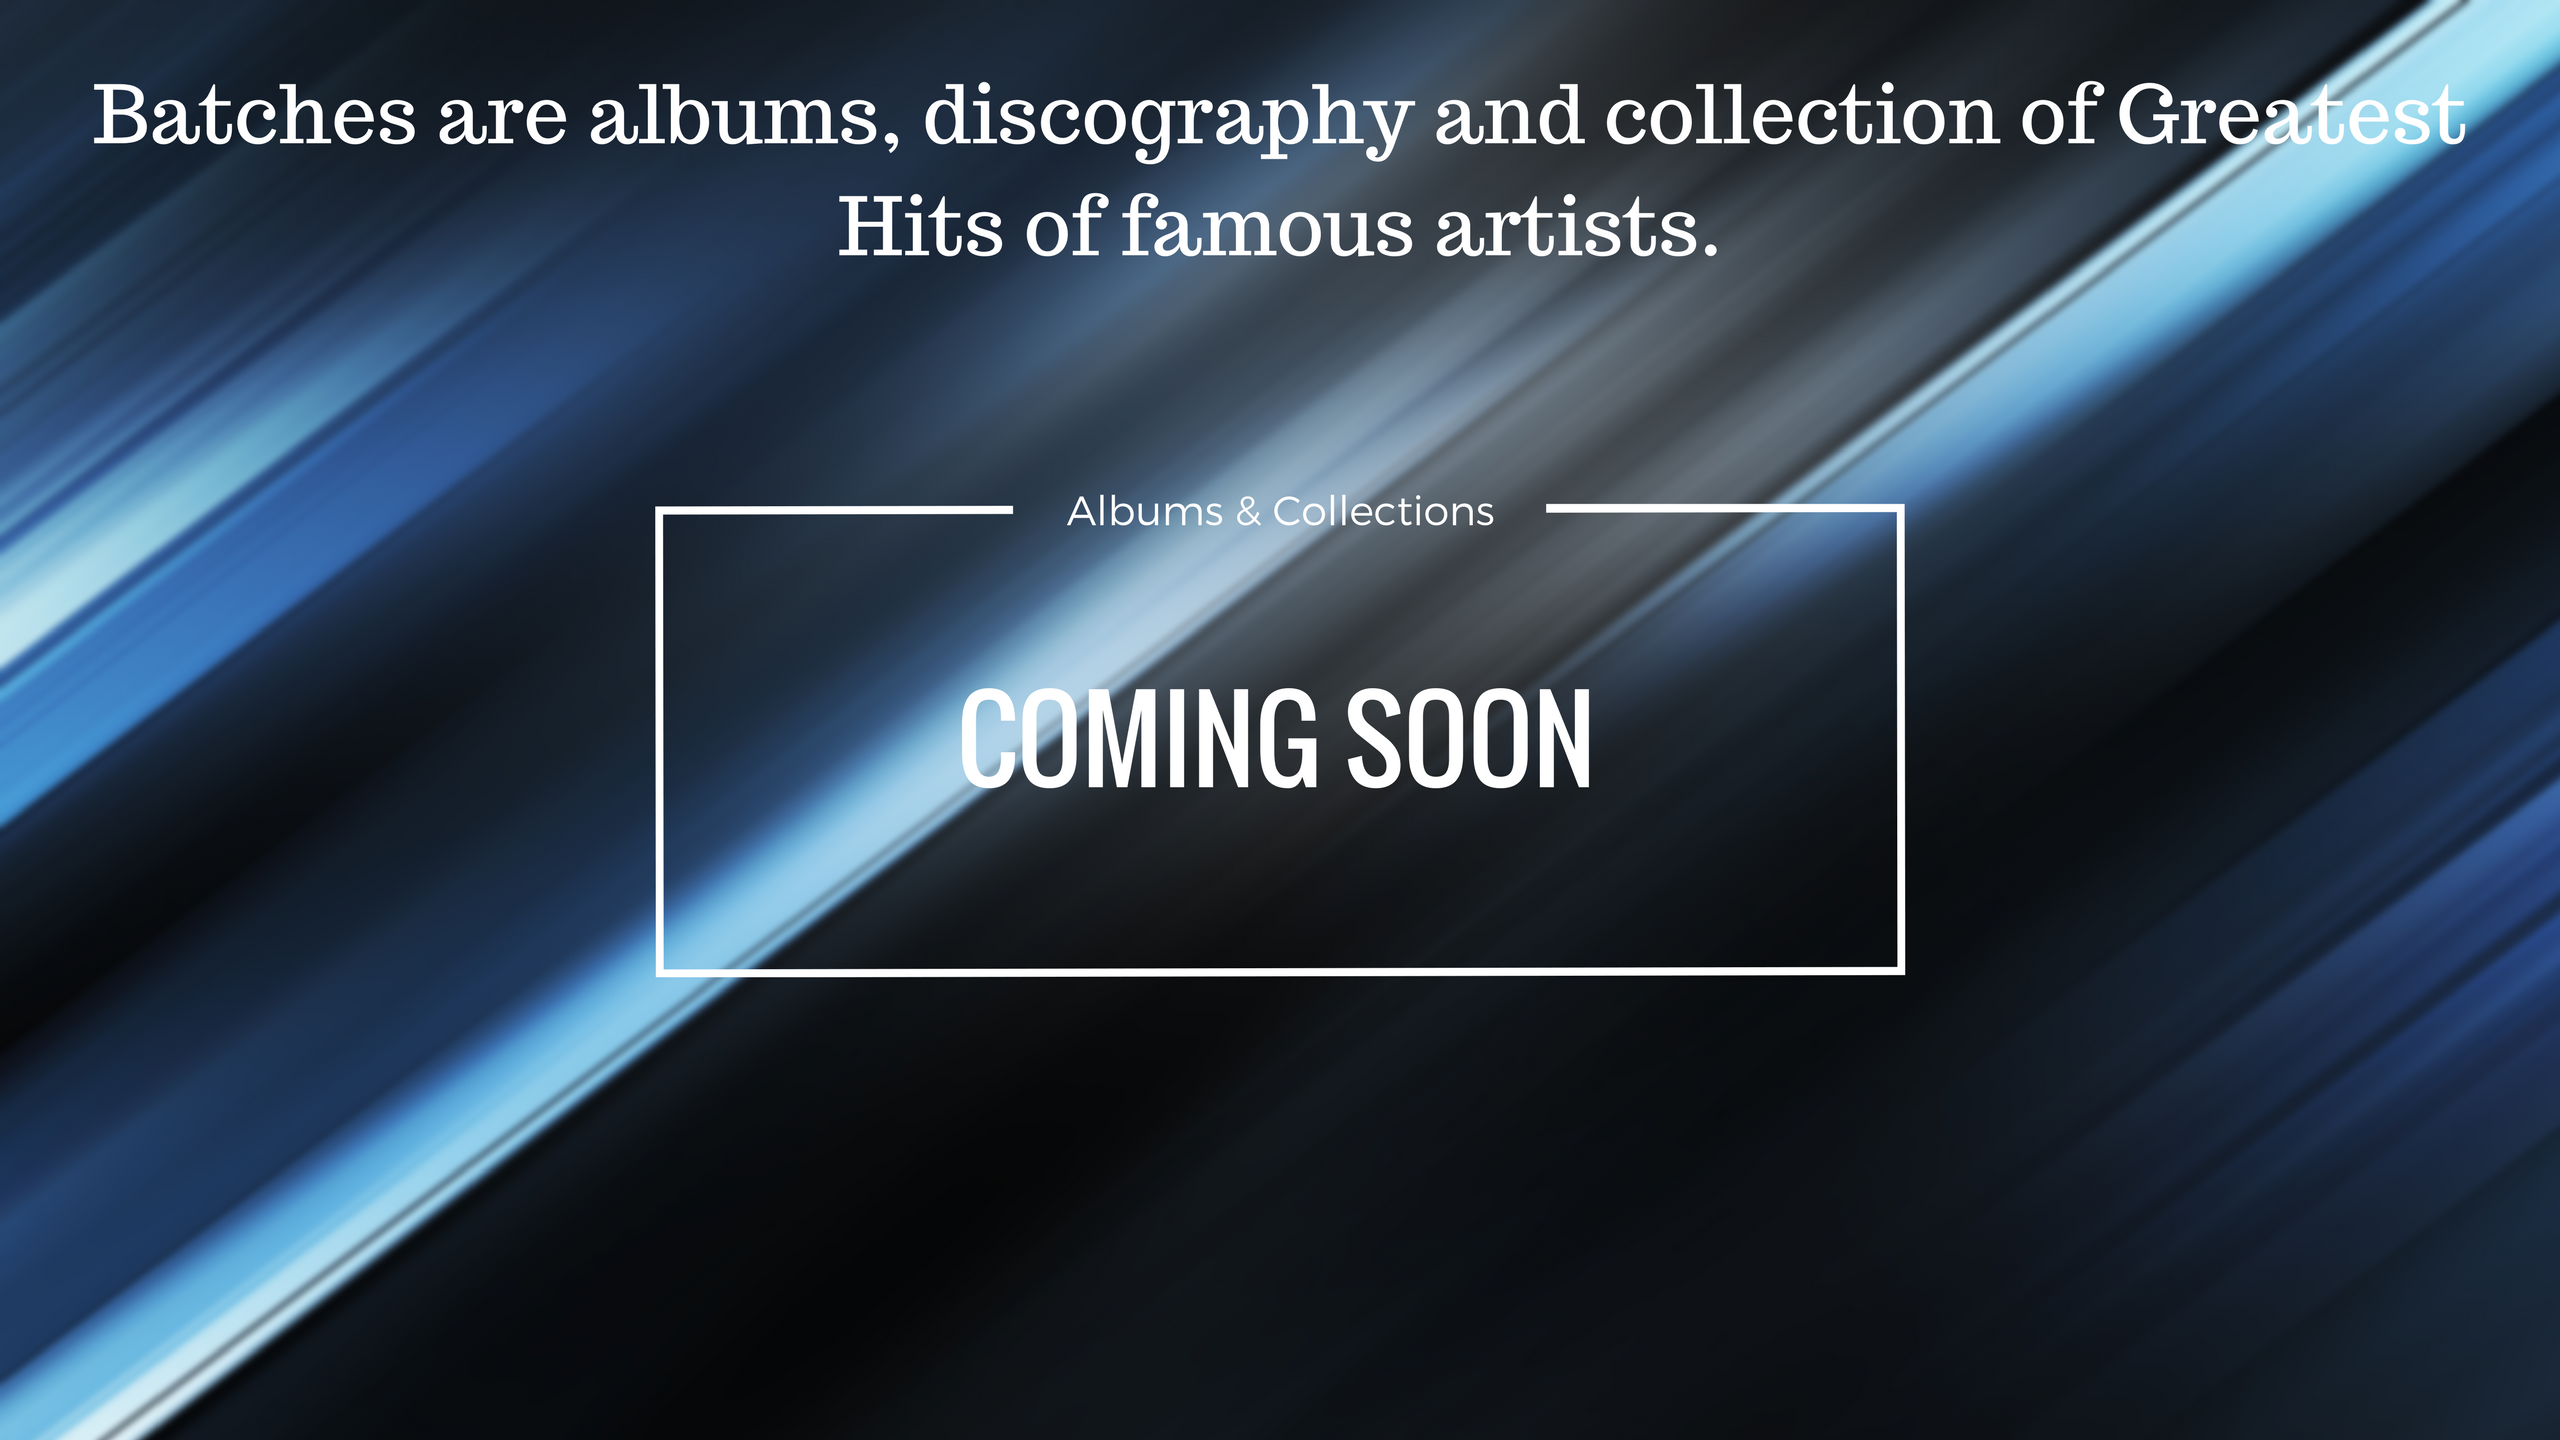 Batches are albums, discography and collection of Greatest
Hits of famous artists.
Albums & Collections
COMING SOON